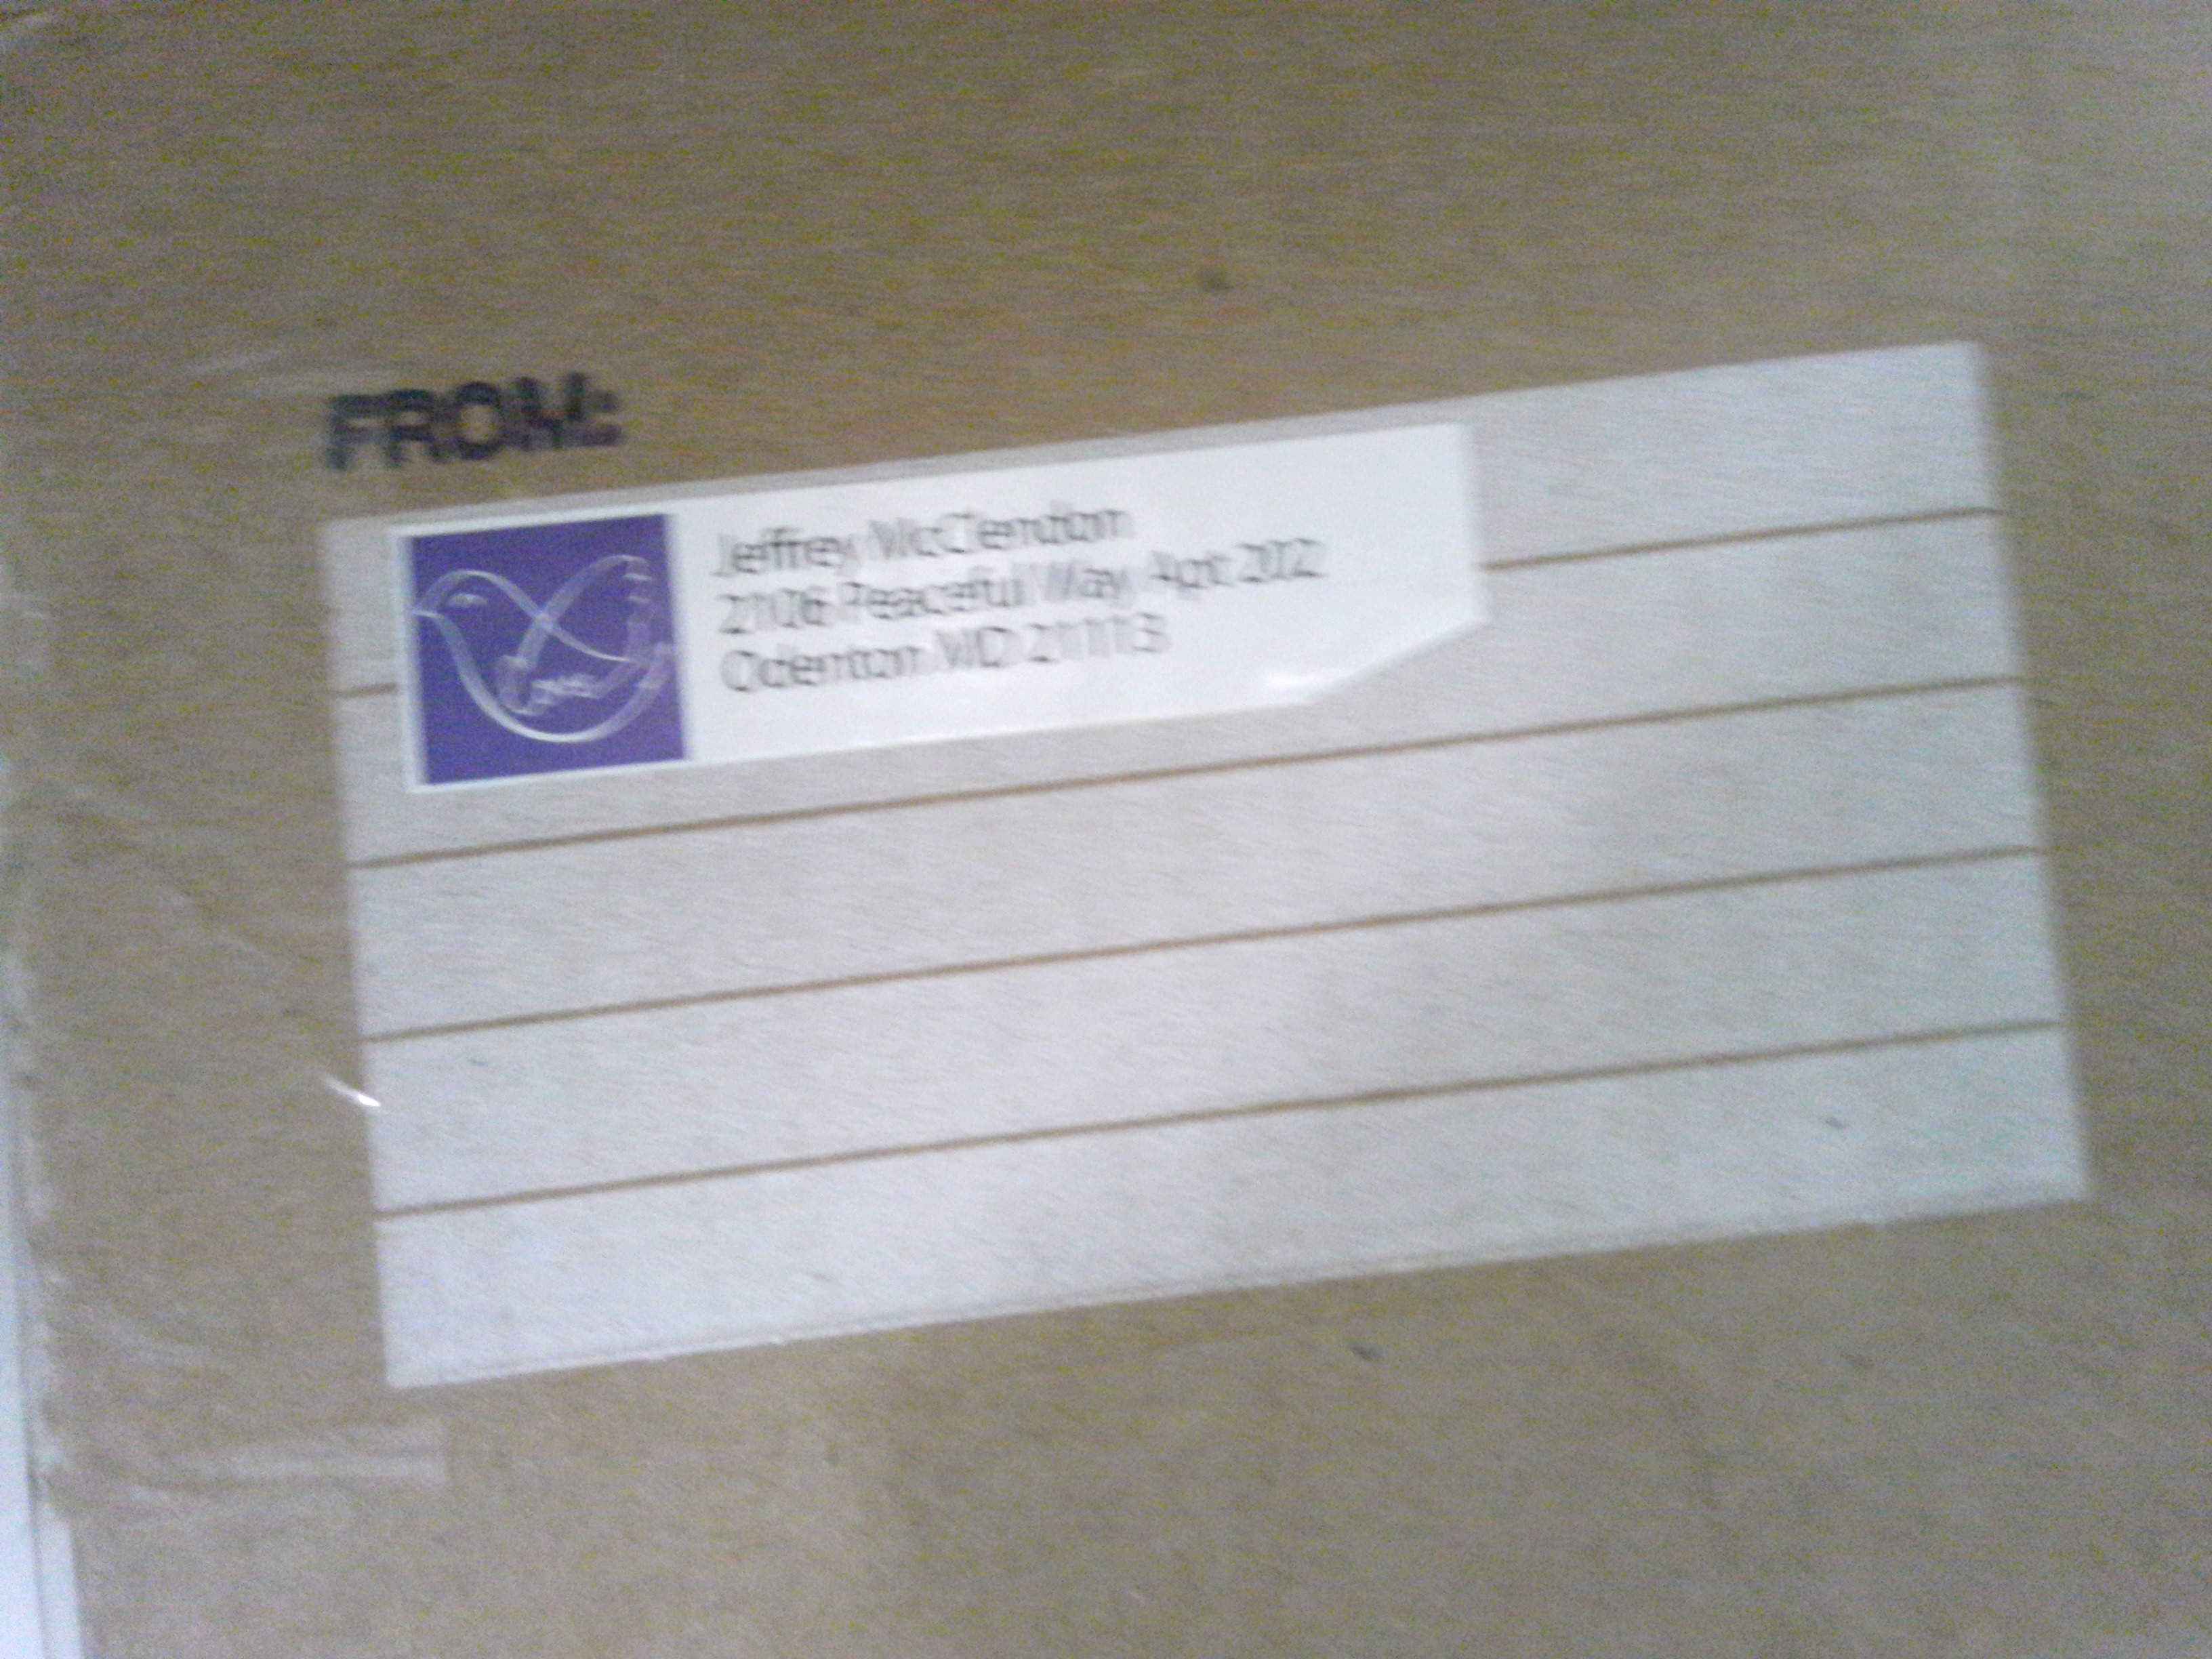 FROM:
Jeffrey McClendon
2106 Peaceful Way, Apt 202
Odenton MD 21113